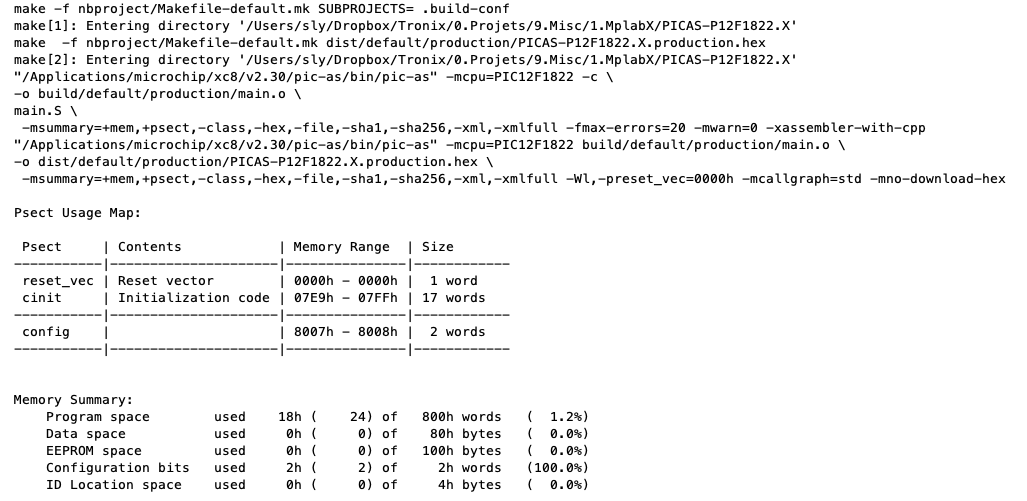 make -f nbproject/Makefile-default.mk SUBPROJECTS= .build-conf
make[1]: Entering directory '/Users/sly/Dropbox/Tronix/0.Projets/9.Misc/1.MplabX/PICAS-P12F1822.X'
make  -f nbproject/Makefile-default.mk dist/default/production/PICAS-P12F1822.X.production.hex
make[2]: Entering directory '/Users/sly/Dropbox/Tronix/0.Projets/9.Misc/1.MplabX/PICAS-P12F1822.X'
"/Applications/microchip/xc8/v2.30/pic-as/bin/pic-as" -mcpu=PIC12F1822 -c \
-o build/default/production/main.o \
main.S \
 -msummary=+mem,+psect,-class,-hex,-file,-sha1,-sha256,-xml,-xmlfull -fmax-errors=20 -mwarn=0 -xassembler-with-cpp
"/Applications/microchip/xc8/v2.30/pic-as/bin/pic-as" -mcpu=PIC12F1822 build/default/production/main.o \
-o dist/default/production/PICAS-P12F1822.X.production.hex \
 -msummary=+mem,+psect,-class,-hex,-file,-sha1,-sha256,-xml,-xmlfull -Wl,-preset_vec=0000h -mcallgraph=std -mno-download-hex
Psect Usage Map:
 Psect     | Contents            | Memory Range  | Size
-----------|---------------------|---------------|------------
 reset_vec | Reset vector        | 0000h - 0000h |  1 word
 cinit     | Initialization code | 07E9h - 07FFh | 17 words
-----------|---------------------|---------------|------------
 config    |                     | 8007h - 8008h |  2 words
-----------|---------------------|---------------|------------
Memory Summary:
    Program space        used    18h (    24) of   800h words   (  1.2%)
    Data space           used     0h (     0) of    80h bytes   (  0.0%)
    EEPROM space         used     0h (     0) of   100h bytes   (  0.0%)
    Configuration bits   used     2h (     2) of     2h words   (100.0%)
    ID Location space    used     0h (     0) of     4h bytes   (  0.0%)